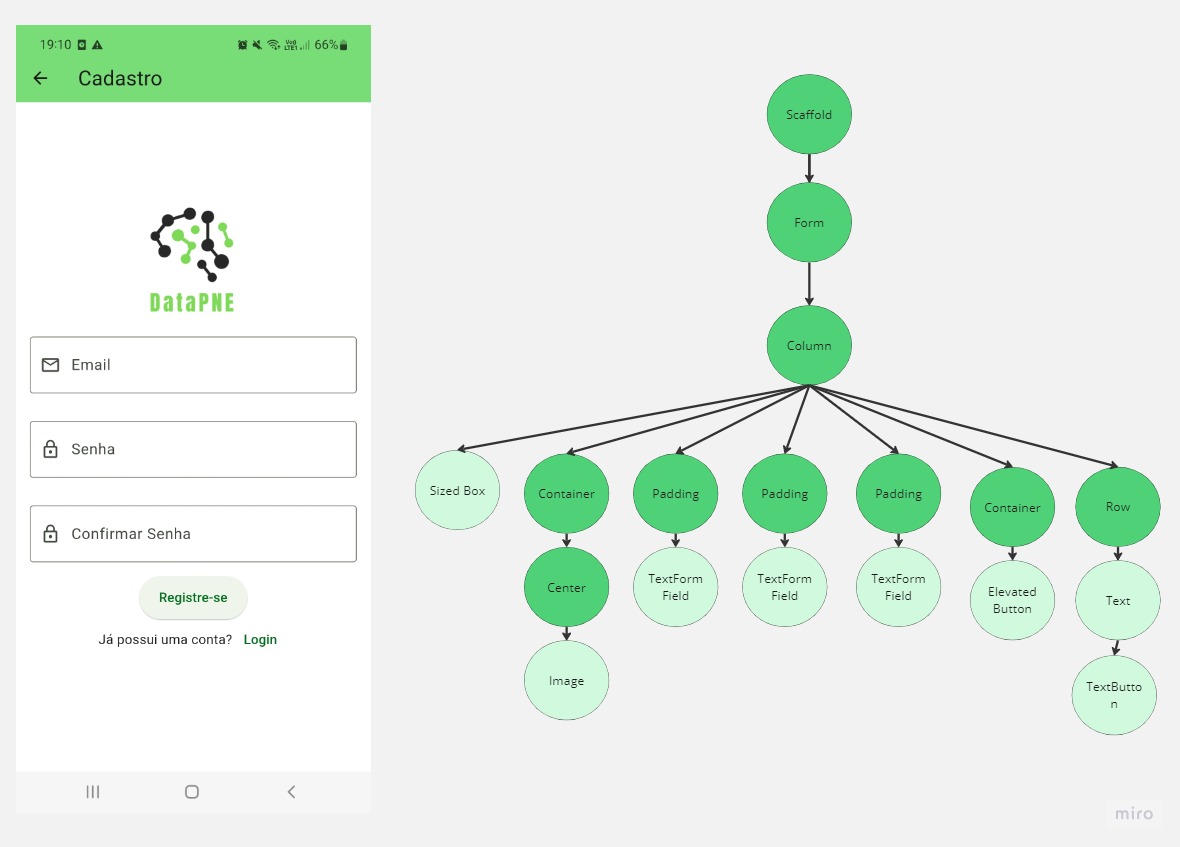 19:10
66%
Cadastro
DataPNE
Email
Senha
Confirmar Senha
Registre-se
Já possui uma conta? Login
Scaffold
Form
Column
Sized Box
Container
Padding
Padding
Padding
Container
Row
Center
TextForm
Field
TextForm
Field
TextForm
Field
Elevated
Button
Text
Image
TextButto
n
miro